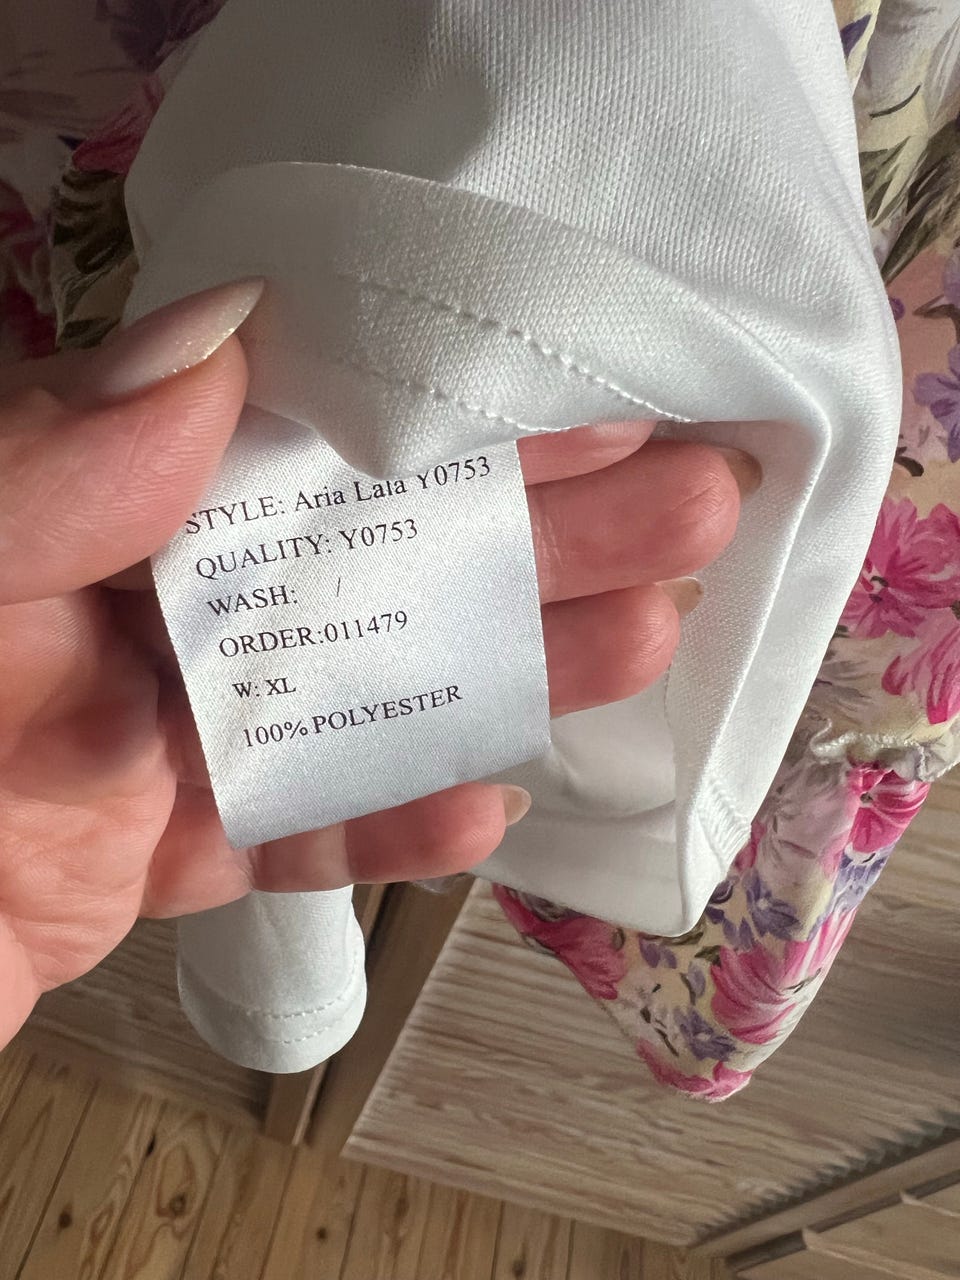 STYLE: Aria Lala Y0753
QUALITY: Y0753
WASH: /
ORDER:011479
W: XL
100% POLYESTER